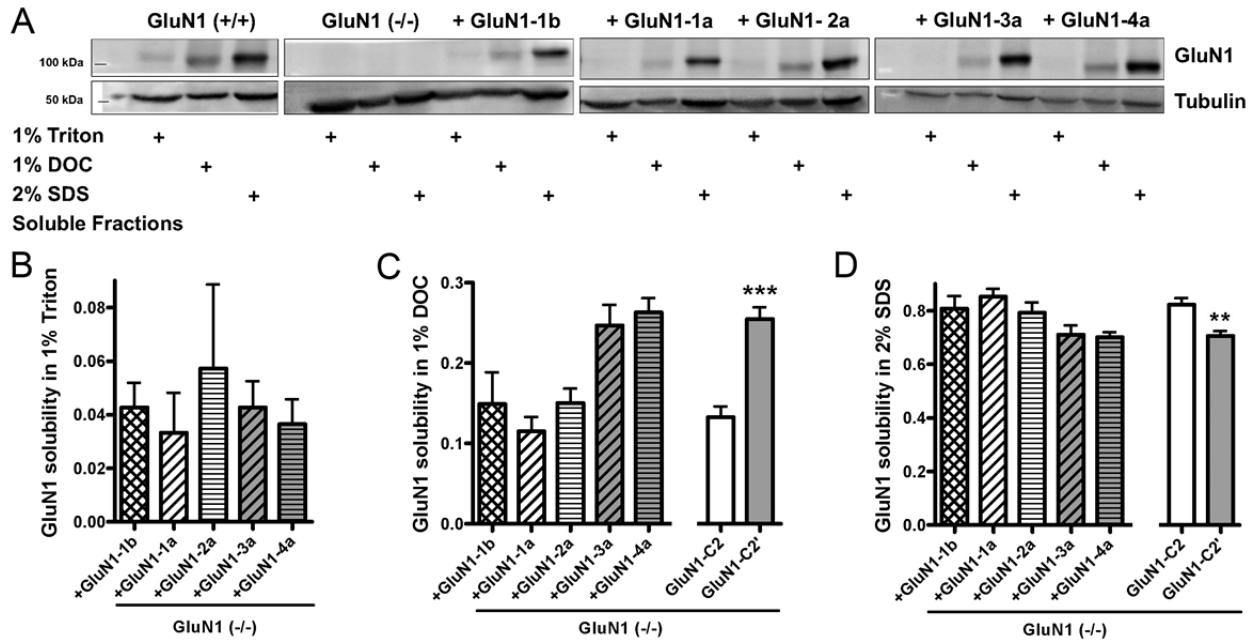 A
GluN1 (+/+) GluN1 (-/-) + GluN1-1b + GluN1-1a + GluN1- 2a + GluN1-3a + GluN1-4a
100 kDa GluN1
50 kDa Tubulin
1% Triton + + + + + + +
1% DOC + + + + + + +
2% SDS + + + + + + +
Soluble Fractions
B
GluN1 solubility in 1% Triton
0.08
0.06
0.04
0.02
0.00
+GluN1-1b +GluN1-1a +GluN1-2a +GluN1-3a +GluN1-4a
GluN1 (-/-)
C
GluN1 solubility in 1% DOC
0.3
0.2
0.1
0.0
***
+GluN1-1b +GluN1-1a +GluN1-2a +GluN1-3a +GluN1-4a GluN1-C2 GluN1-C2'
GluN1 (-/-)
D
GluN1 solubility in 2% SDS
0.8
0.6
0.4
0.2
0.0
**
+GluN1-1b +GluN1-1a +GluN1-2a +GluN1-3a +GluN1-4a GluN1-C2 GluN1-C2'
GluN1 (-/-)